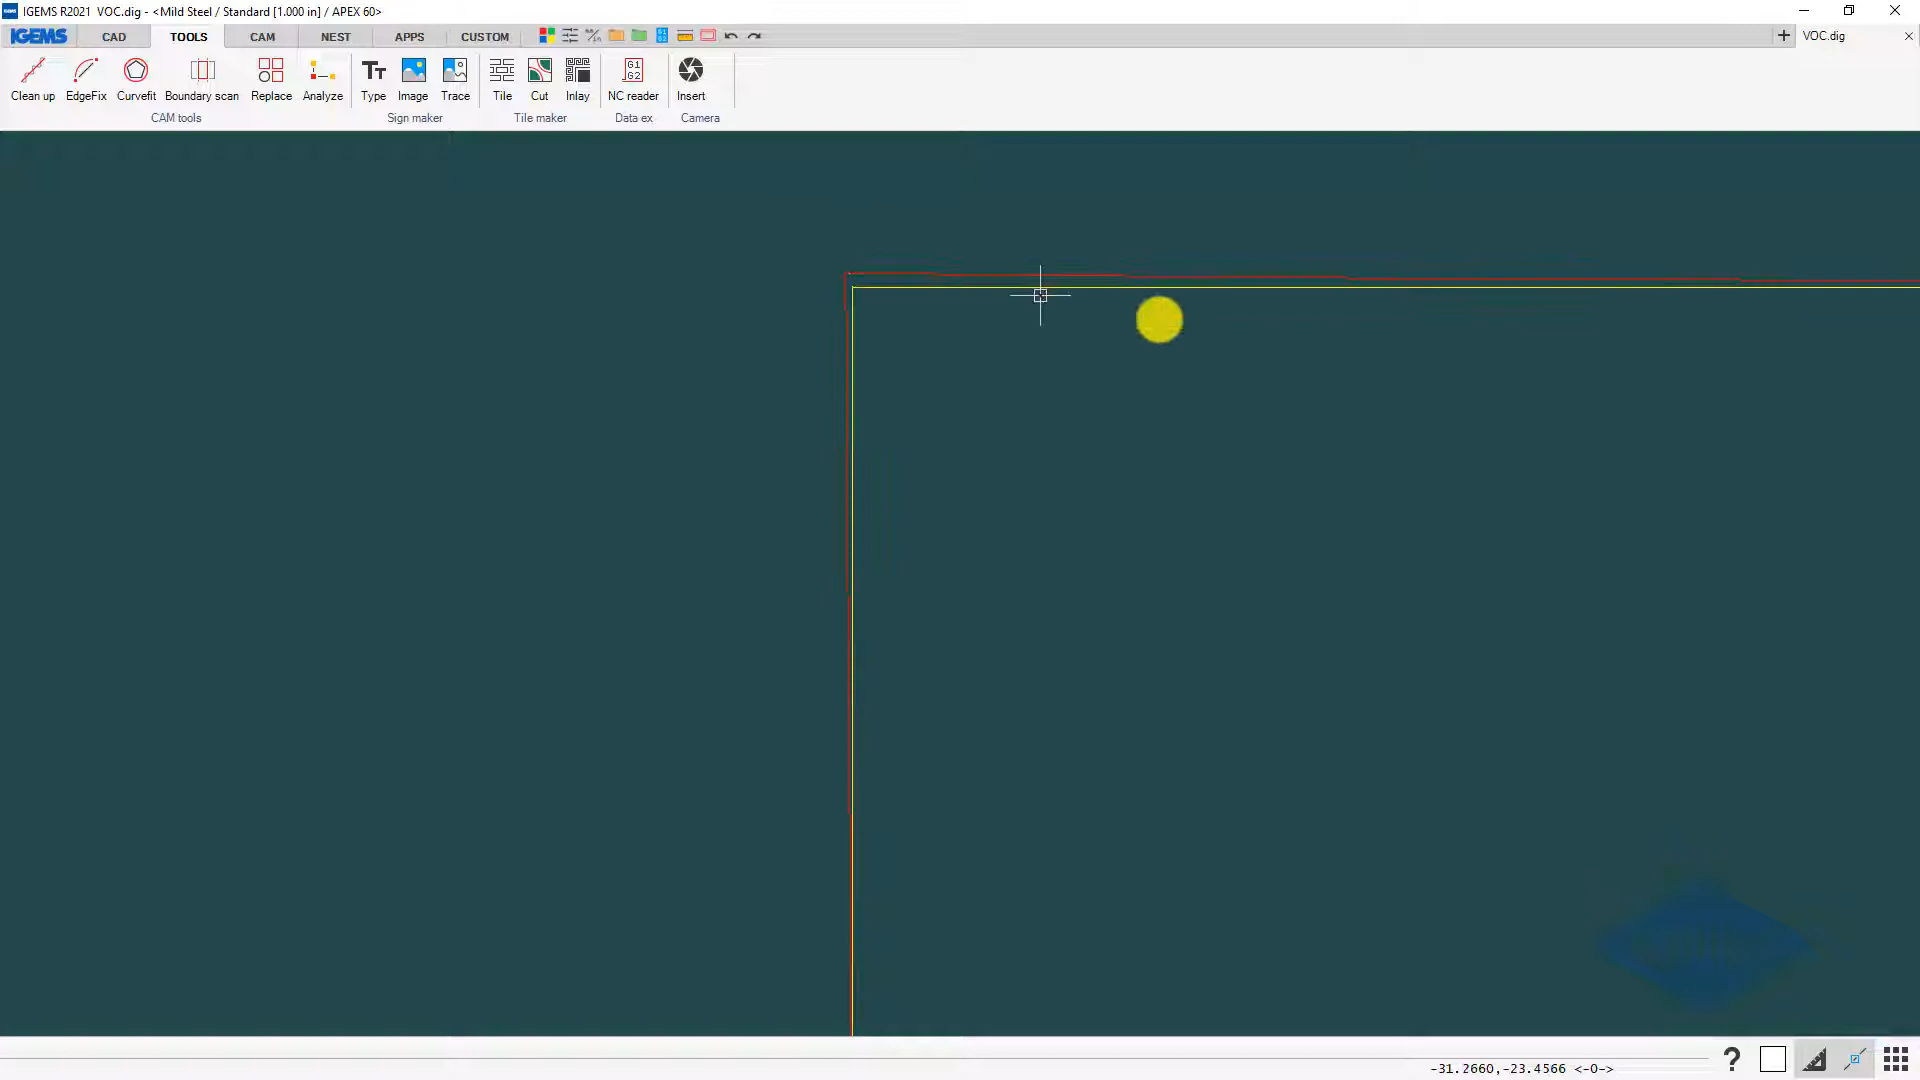 IGEMS R2021 VOC.dig - <Mild Steel / Standard [1.000 in] / APEX 60>
IGEMS CAD TOOLS CAM NEST APPS CUSTOM VOC.dig
G1
G2
Clean up EdgeFix Curvefit Boundary scan Replace Analyze Type Image Trace Tile Cut Inlay NC reader Insert
CAM tools Sign maker Tile maker Data ex Camera
-31.2660,-23.4566 <-0->